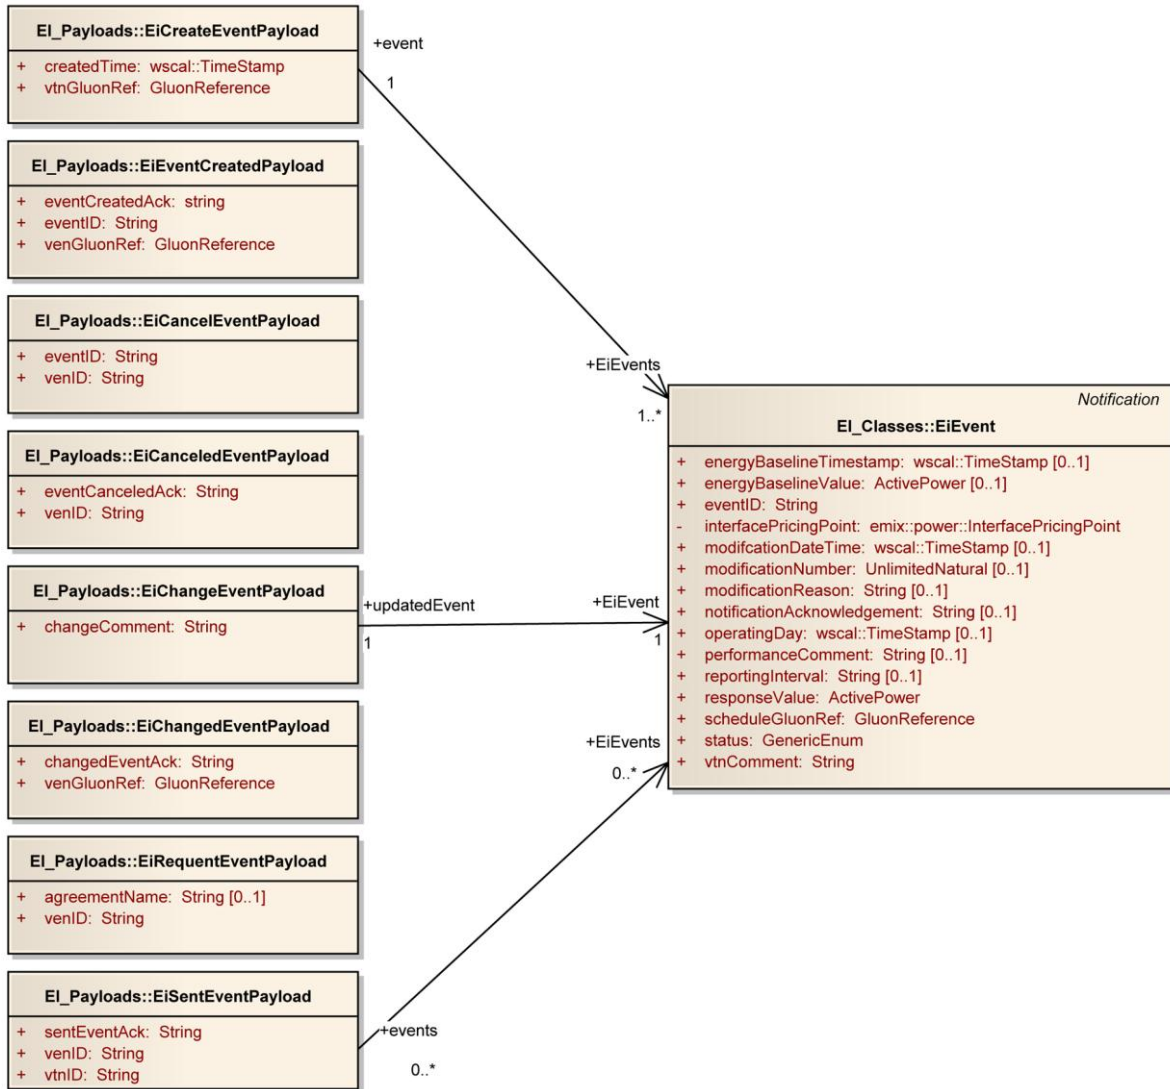 EI_Payloads::EiCreateEventPayload
+ createdTime: wscal::TimeStamp
+ vtnGluonRef: GluonReference
+event
1
EI_Payloads::EiEventCreatedPayload
+ eventCreatedAck: string
+ eventID: String
+ venGluonRef: GluonReference
EI_Payloads::EiCancelEventPayload
+ eventID: String
+ venID: String
+EiEvents
1..*
EI_Payloads::EiCanceledEventPayload
+ eventCanceledAck: String
+ venID: String
EI_Payloads::EiChangeEventPayload
+ changeComment: String
+updatedEvent
1
+EiEvent
1
EI_Payloads::EiChangedEventPayload
+ changedEventAck: String
+ venGluonRef: GluonReference
+EiEvents
0..*
EI_Payloads::EiRequentEventPayload
+ agreementName: String [0..1]
+ venID: String
EI_Payloads::EiSentEventPayload
+ sentEventAck: String
+ venID: String
+ vtnID: String
+events
0..*
Notification
EI_Classes::EiEvent
+ energyBaselineTimestamp: wscal::TimeStamp [0..1]
+ energyBaselineValue: ActivePower [0..1]
+ eventID: String
- interfacePricingPoint: emix::power::InterfacePricingPoint
+ modifcationDateTime: wscal::TimeStamp [0..1]
+ modificationNumber: UnlimitedNatural [0..1]
+ modificationReason: String [0..1]
+ notificationAcknowledgement: String [0..1]
+ operatingDay: wscal::TimeStamp [0..1]
+ performanceComment: String [0..1]
+ reportingInterval: String [0..1]
+ responseValue: ActivePower
+ scheduleGluonRef: GluonReference
+ status: GenericEnum
+ vtnComment: String